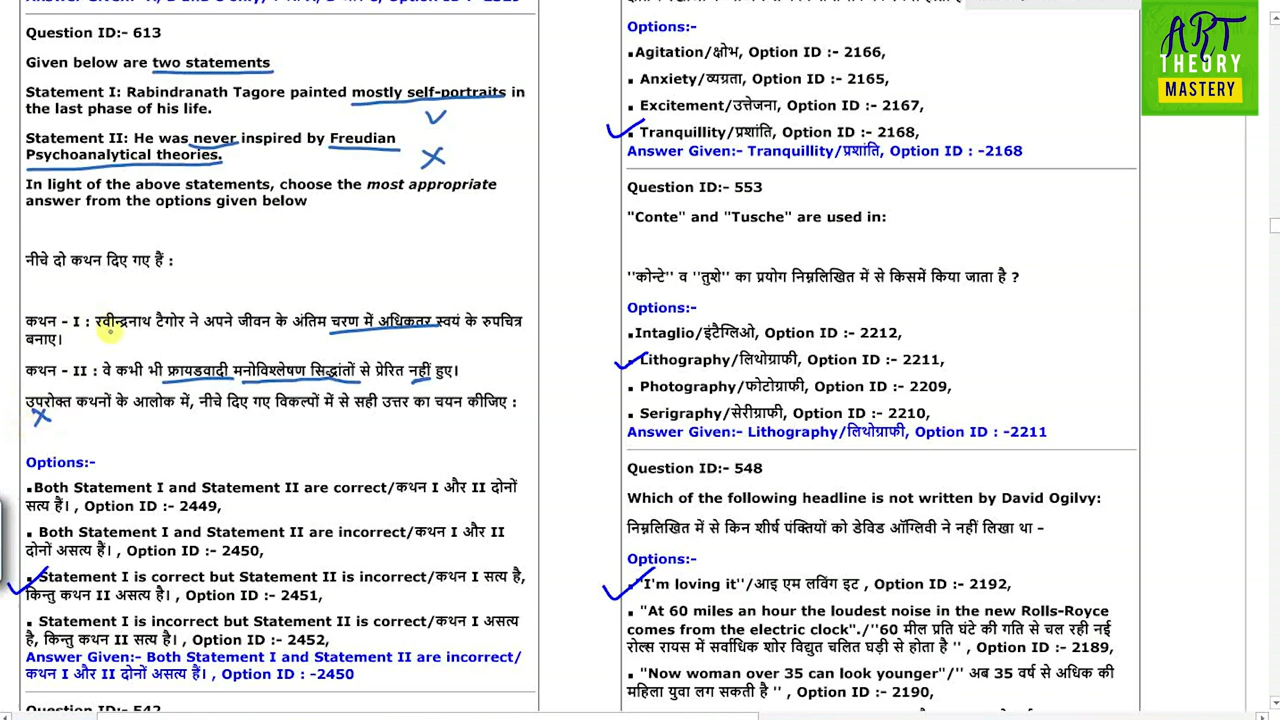 Question ID:- 613
Given below are two statements
Statement I: Rabindranath Tagore painted mostly self-portraits in
the last phase of his life.
Statement II: He was never inspired by Freudian
Psychoanalytical theories.
In light of the above statements, choose the most appropriate
answer from the options given below
नीचे दो कथन दिए गए हैं :
कथन - I : रवीन्द्रनाथ टैगोर ने अपने जीवन के अंतिम चरण में अधिकतर स्वयं के रुपचित्र
बनाए।
कथन - II : वे कभी भी फ्रायडवादी मनोविश्लेषण सिद्धांतों से प्रेरित नहीं हुए।
उपरोक्त कथनों के आलोक में, नीचे दिए गए विकल्पों में से सही उत्तर का चयन कीजिए :
Options:-
▪Both Statement I and Statement II are correct/कथन I और II दोनों
सत्य हैं। , Option ID :- 2449,
▪ Both Statement I and Statement II are incorrect/कथन I और II
दोनों असत्य हैं। , Option ID :- 2450,
▪ Statement I is correct but Statement II is incorrect/कथन I सत्य है,
किन्तु कथन II असत्य है। , Option ID :- 2451,
▪ Statement I is incorrect but Statement II is correct/कथन I असत्य
है, किन्तु कथन II सत्य है। , Option ID :- 2452,
Answer Given:- Both Statement I and Statement II are incorrect/
कथन I और II दोनों असत्य हैं। , Option ID : -2450
Options:-
▪Agitation/क्षोभ, Option ID :- 2166,
▪ Anxiety/व्यग्रता, Option ID :- 2165,
▪ Excitement/उत्तेजना, Option ID :- 2167,
▪ Tranquillity/प्रशांति, Option ID :- 2168,
Answer Given:- Tranquillity/प्रशांति, Option ID : -2168
Question ID:- 553
"Conte" and "Tusche" are used in:
''कोन्टे'' व ''तुशे'' का प्रयोग निम्नलिखित में से किसमें किया जाता है ?
Options:-
▪Intaglio/इंटैग्लिओ, Option ID :- 2212,
▪ Lithography/लिथोग्राफी, Option ID :- 2211,
▪ Photography/फोटोग्राफी, Option ID :- 2209,
▪ Serigraphy/सेरीग्राफी, Option ID :- 2210,
Answer Given:- Lithography/लिथोग्राफी, Option ID : -2211
Question ID:- 548
Which of the following headline is not written by David Ogilvy:
निम्नलिखित में से किन शीर्ष पंक्तियों को डेविड ऑग्लिवी ने नहीं लिखा था -
Options:-
▪ "I'm loving it''/आइ एम लविंग इट , Option ID :- 2192,
▪ "At 60 miles an hour the loudest noise in the new Rolls-Royce
comes from the electric clock"./''60 मील प्रति घंटे की गति से चल रही नई
रोल्स रायस में सर्वाधिक शोर विद्युत चलित घड़ी से होता है '' , Option ID :- 2189,
▪ "Now woman over 35 can look younger"/'' अब 35 वर्ष से अधिक की
महिला युवा लग सकती है '' , Option ID :- 2190,
ART
THEORY
MASTERY